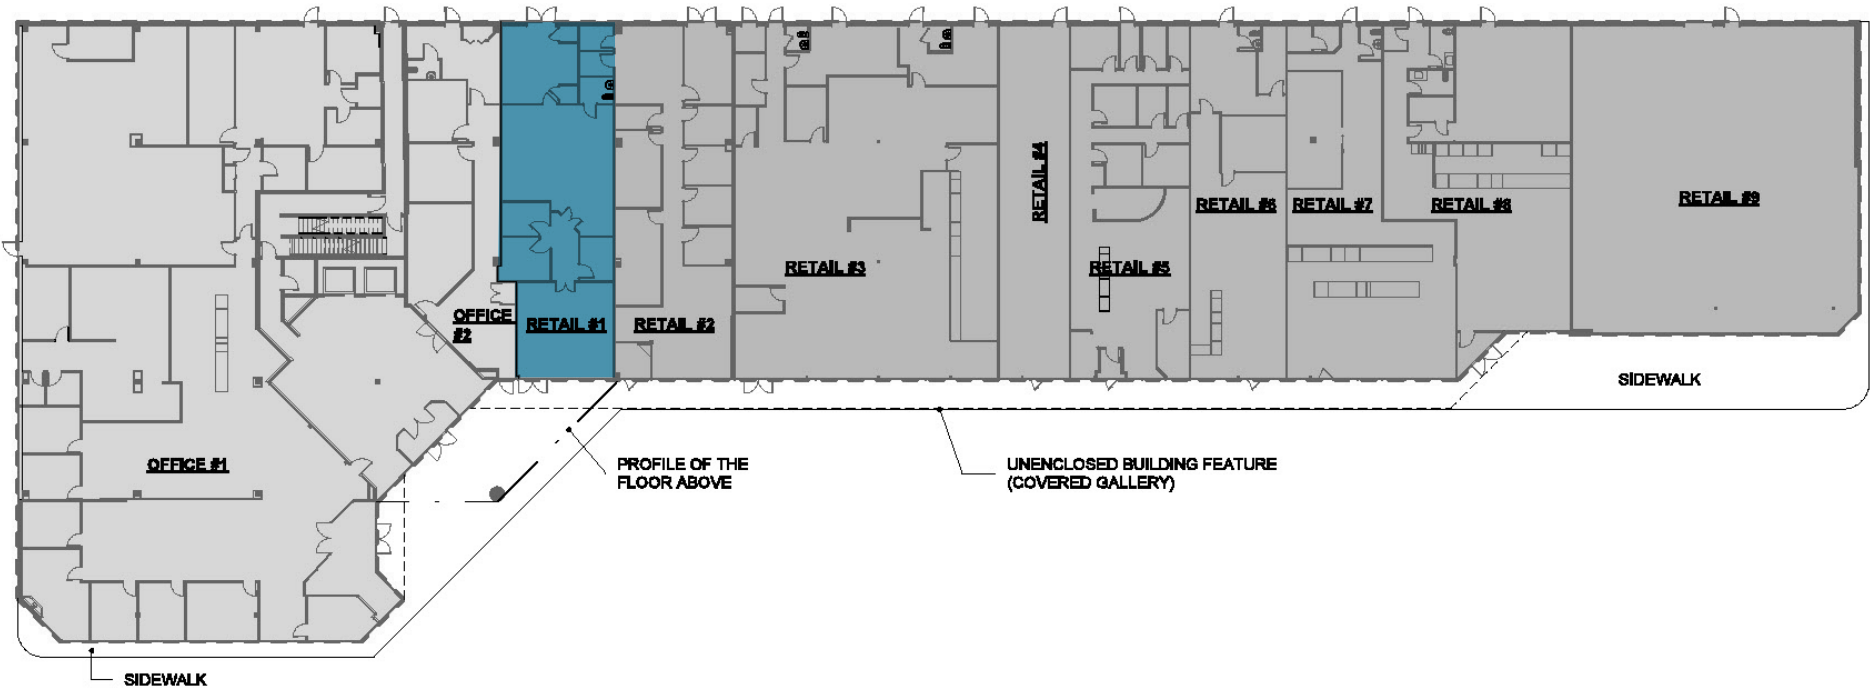 RETAIL #4
RETAIL #9
RETAIL #6
RETAIL #7
RETAIL #8
RETAIL #3
RETAIL #5
OFFICE
#2
RETAIL #1
RETAIL #2
SIDEWALK
OFFICE #1
PROFILE OF THE
FLOOR ABOVE
UNENCLOSED BUILDING FEATURE
(COVERED GALLERY)
SIDEWALK